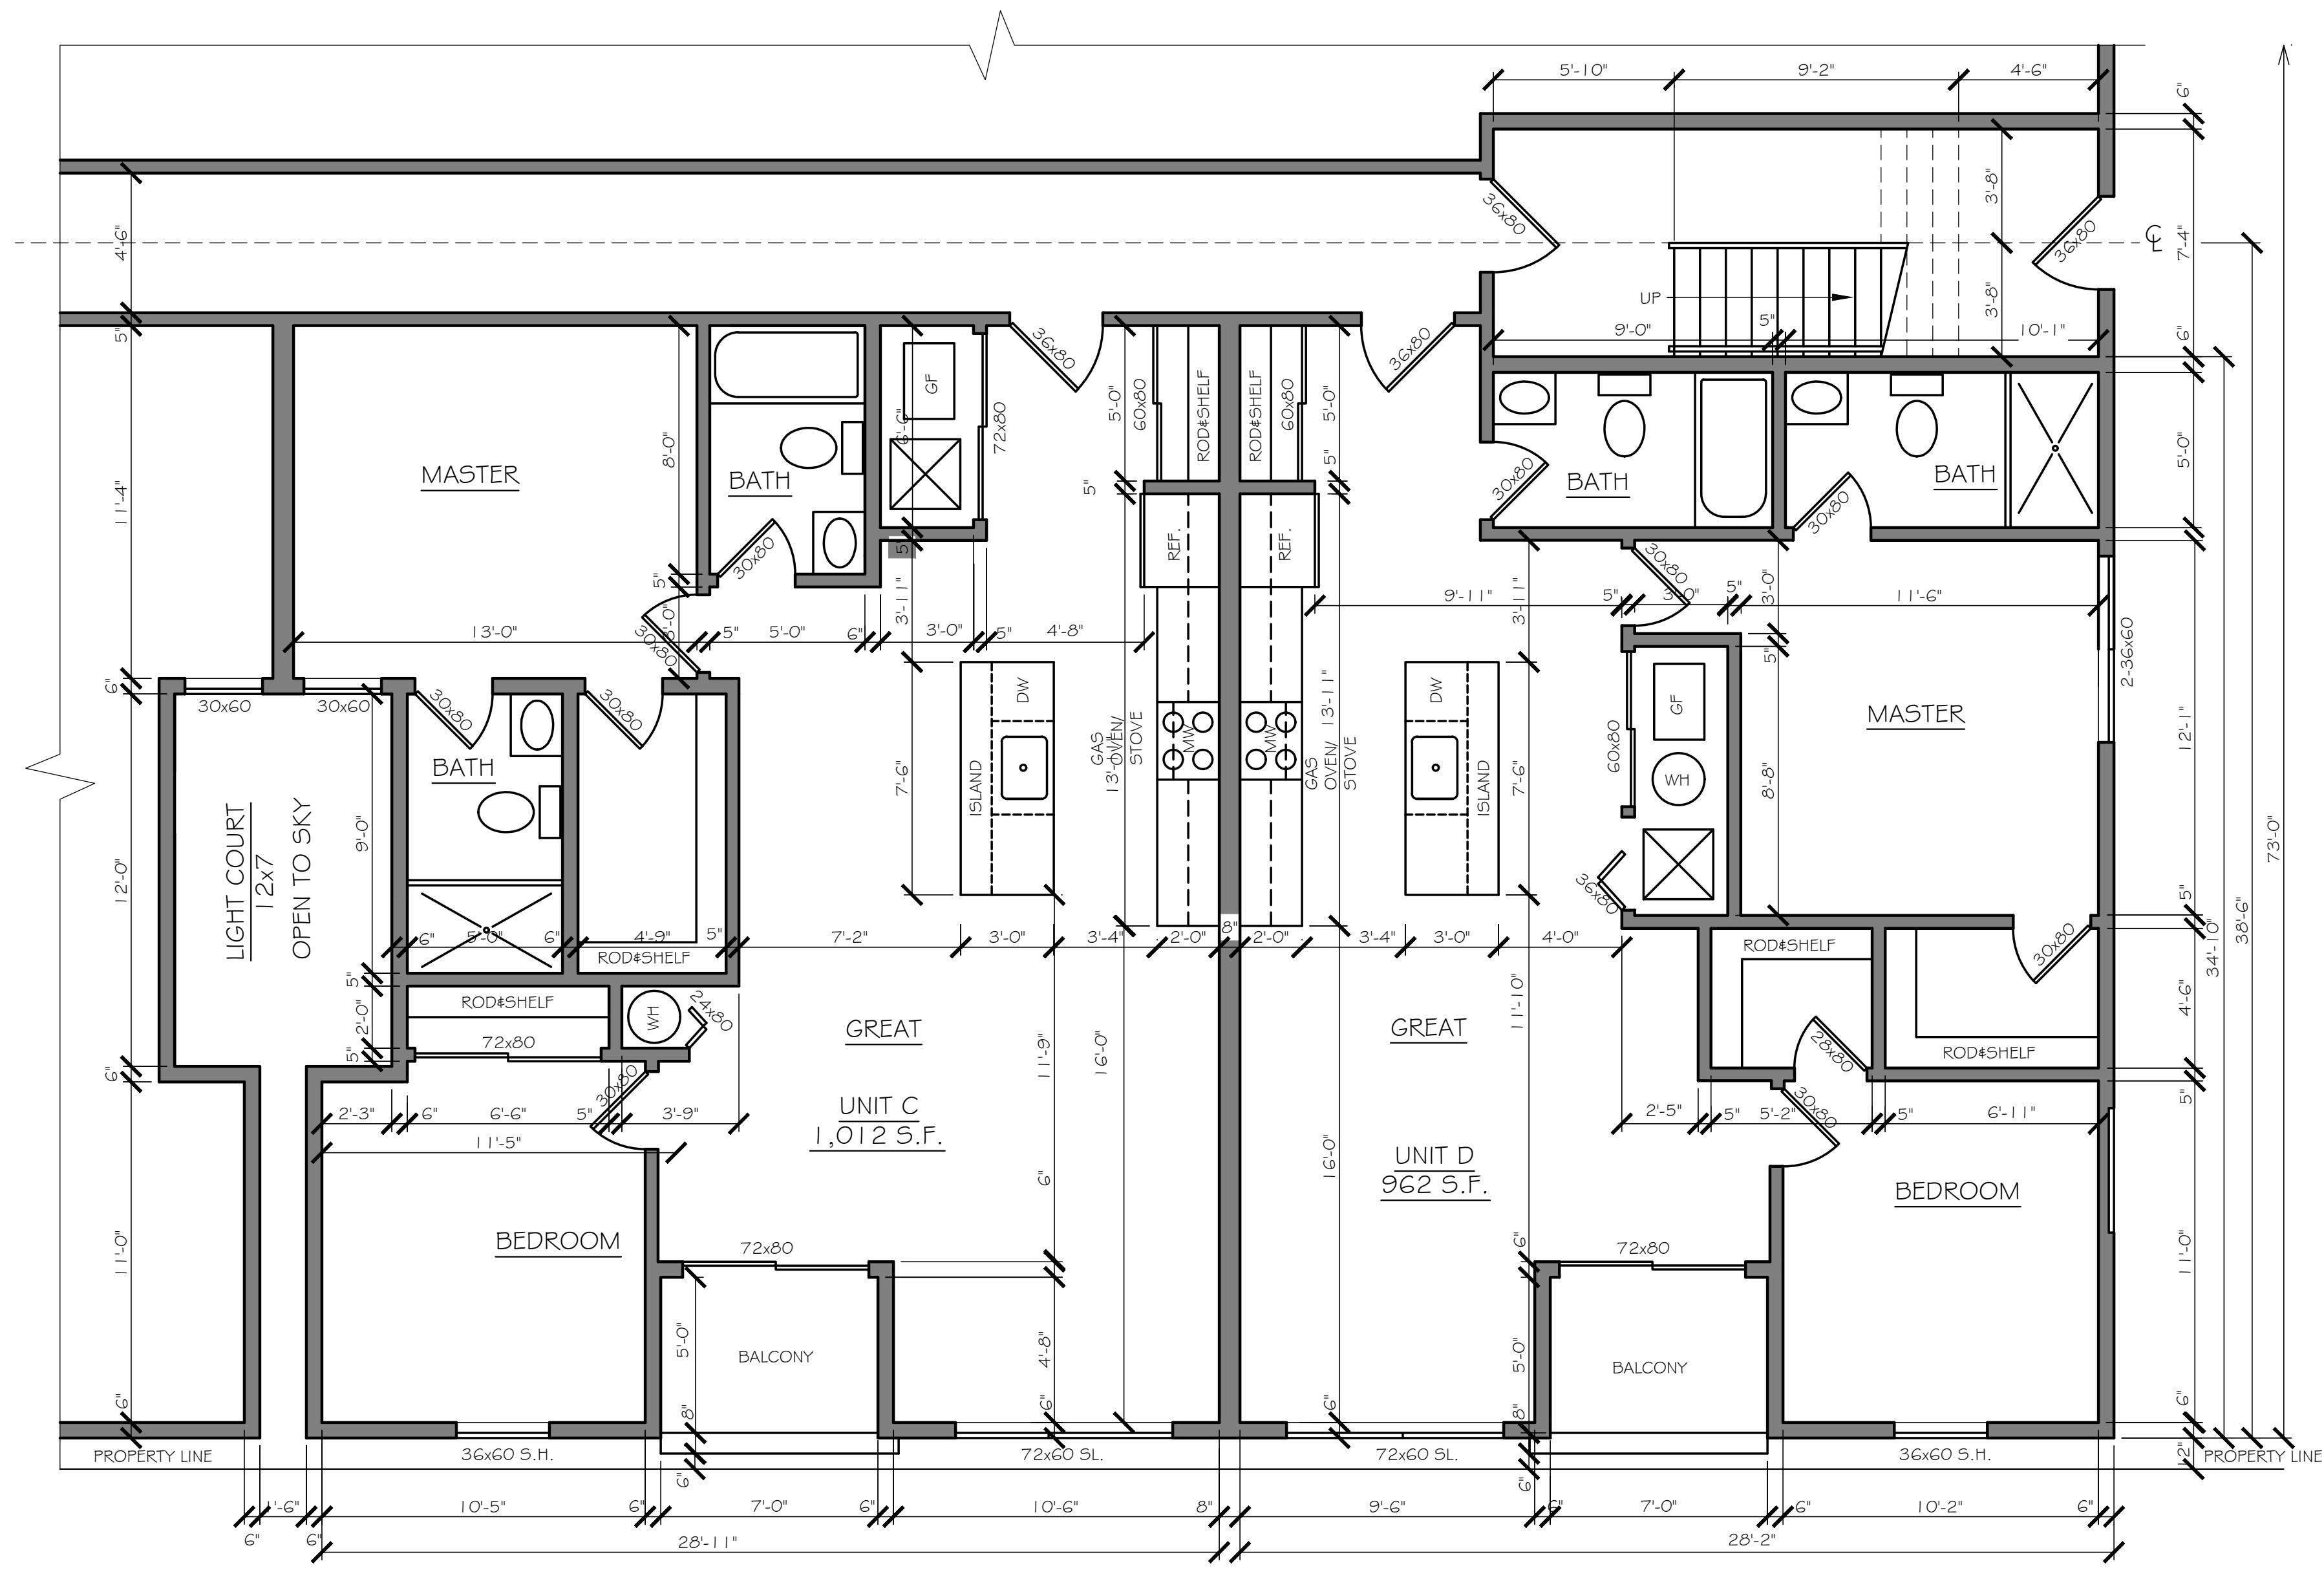 5'-10"
9'-2"
4'-6"
6"
36x80
3'-8"
36x80
4'-6"
℄
7'-4"
UP
3'-8"
9'-0"
5"
10'-1"
6"
5"
36x80
36x80
GF
5'-0"
60x80
ROD&SHELF
ROD&SHELF
60x80
5'-0"
6'-6"
72x80
8'-0"
MASTER
BATH
11'-4"
5"
5"
30x80
BATH
BATH
5'-0"
30x80
30x80
5"
REF.
REF.
5"
30x80
30x80
3'-0"
5"
3'-11"
3'-11"
9'-11"
5"
3'-0"
5"
11'-6"
13'-0"
5"
5'-0"
6"
3'-0"
5"
4'-8"
3'-0"
30x80
5"
2-36x60
6"
30x60
30x60
30x80
30x80
DW
DW
GF
MASTER
13'-11"
GAS
OVEN/
STOVE
13'-11"
MW
MW
GAS
OVEN/
STOVE
60x80
12'-1"
BATH
7'-6"
ISLAND
ISLAND
7'-6"
WH
8'-8"
73'-0"
LIGHT COURT
12x7
OPEN TO SKY
9'-0"
12'-0"
36x80
5"
38'-6"
34'-10"
6"
5'-0"
6"
4'-9"
5"
7'-2"
3'-0"
3'-4"
2'-0"
8"
2'-0"
3'-4"
3'-0"
4'-0"
ROD&SHELF
ROD&SHELF
30x80
5"
ROD&SHELF
WH
24x80
2'-0"
72x80
5"
GREAT
GREAT
11'-10"
11'-9"
16'-0"
4'-6"
28x80
ROD&SHELF
6"
30x80
5"
2'-3"
6"
6'-6"
5"
3'-9"
UNIT C
1,012 S.F.
2'-5"
5"
5'-2"
30x80
5"
6'-11"
11'-5"
UNIT D
962 S.F.
6"
16'-0"
BEDROOM
BEDROOM
11'-0"
72x80
6"
72x80
11'-0"
5'-0"
BALCONY
4'-8"
5'-0"
BALCONY
6"
8"
6"
6"
8"
6"
PROPERTY LINE
36x60 S.H.
72x60 SL.
72x60 SL.
36x60 S.H.
2"
PROPERTY LINE
6"
6"
1'-6"
10'-5"
6"
7'-0"
6"
10'-6"
8"
9'-6"
6"
7'-0"
6"
10'-2"
6"
6"
6"
28'-11"
28'-2"